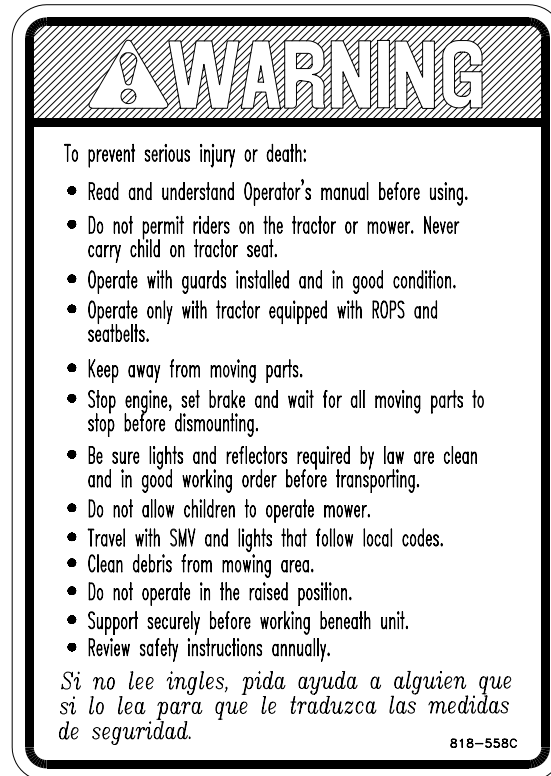 WARNING
To prevent serious injury or death:
• Read and understand Operator's manual before using.
• Do not permit riders on the tractor or mower. Never
carry child on tractor seat.
• Operate with guards installed and in good condition.
• Operate only with tractor equipped with ROPS and
seatbelts.
• Keep away from moving parts.
• Stop engine, set brake and wait for all moving parts to
stop before dismounting.
• Be sure lights and reflectors required by law are clean
and in good working order before transporting.
• Do not allow children to operate mower.
• Travel with SMV and lights that follow local codes.
• Clean debris from mowing area.
• Do not operate in the raised position.
• Support securely before working beneath unit.
• Review safety instructions annually.
Si no lee ingles, pida ayuda a alguien que
si lo lea para que le traduzca las medidas
de seguridad.
818-558C